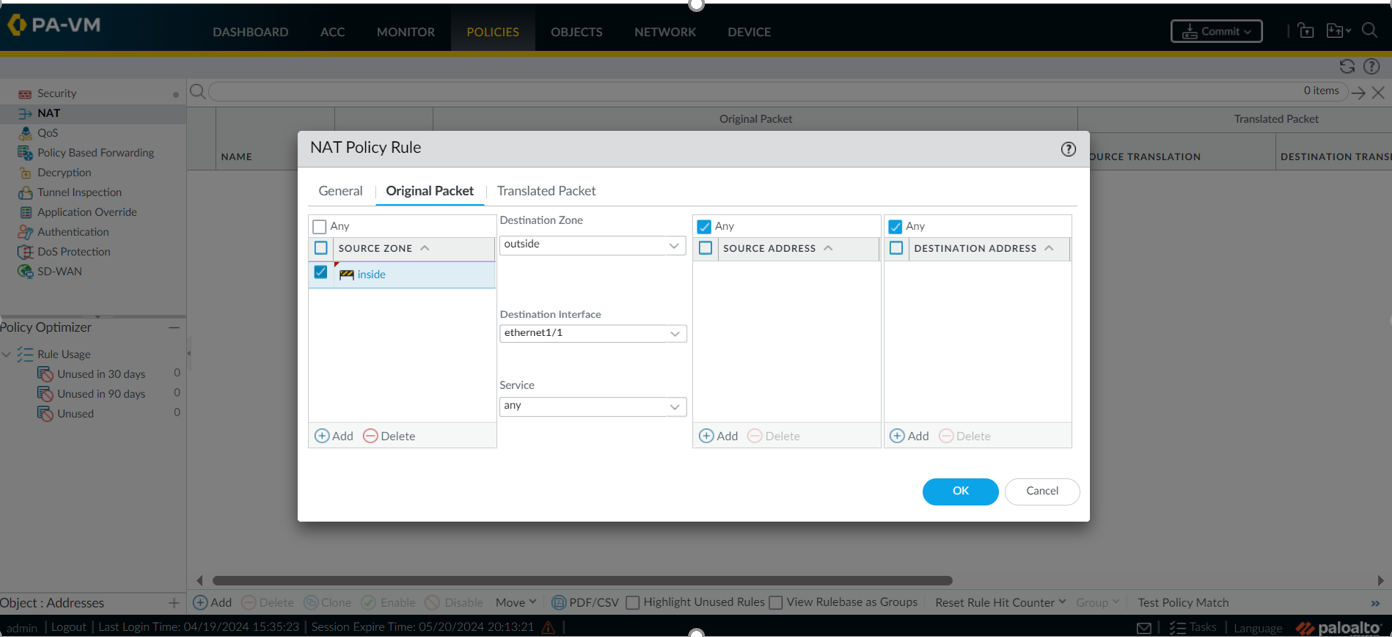 PA-VM
DASHBOARD ACC MONITOR POLICIES OBJECTS NETWORK DEVICE Commit
Security
NAT
QoS
Policy Based Forwarding
Decryption
Tunnel Inspection
Application Override
Authentication
DoS Protection
SD-WAN
Policy Optimizer
Rule Usage
Unused in 30 days 0
Unused in 90 days 0
Unused 0
Object : Addresses
0 items
Original Packet Translated Packet
NAME OURCE TRANSLATION DESTINATION TRANS
NAT Policy Rule
General Original Packet Translated Packet
Any
SOURCE ZONE
inside
Add Delete
Destination Zone
outside
Destination Interface
ethernet1/1
Service
any
Any
SOURCE ADDRESS
Add Delete
Any
DESTINATION ADDRESS
Add Delete
OK Cancel
Add Delete Clone Enable Disable Move PDF/CSV Highlight Unused Rules View Rulebase as Groups Reset Rule Hit Counter Group Test Policy Match
admin | Logout | Last Login Time: 04/19/2024 15:35:23 | Session Expire Time: 05/20/2024 20:13:21 | Tasks | Language paloalto